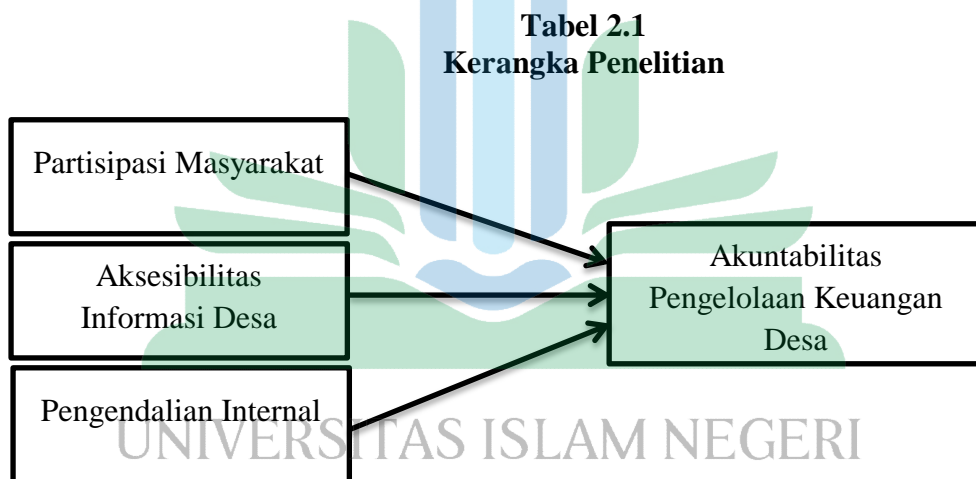 Tabel 2.1
Kerangka Penelitian
Partisipasi Masyarakat
Aksesibilitas
Informasi Desa
Pengendalian Internal
Akuntabilitas
Pengelolaan Keuangan
Desa
UNIVERSITAS ISLAM NEGERI